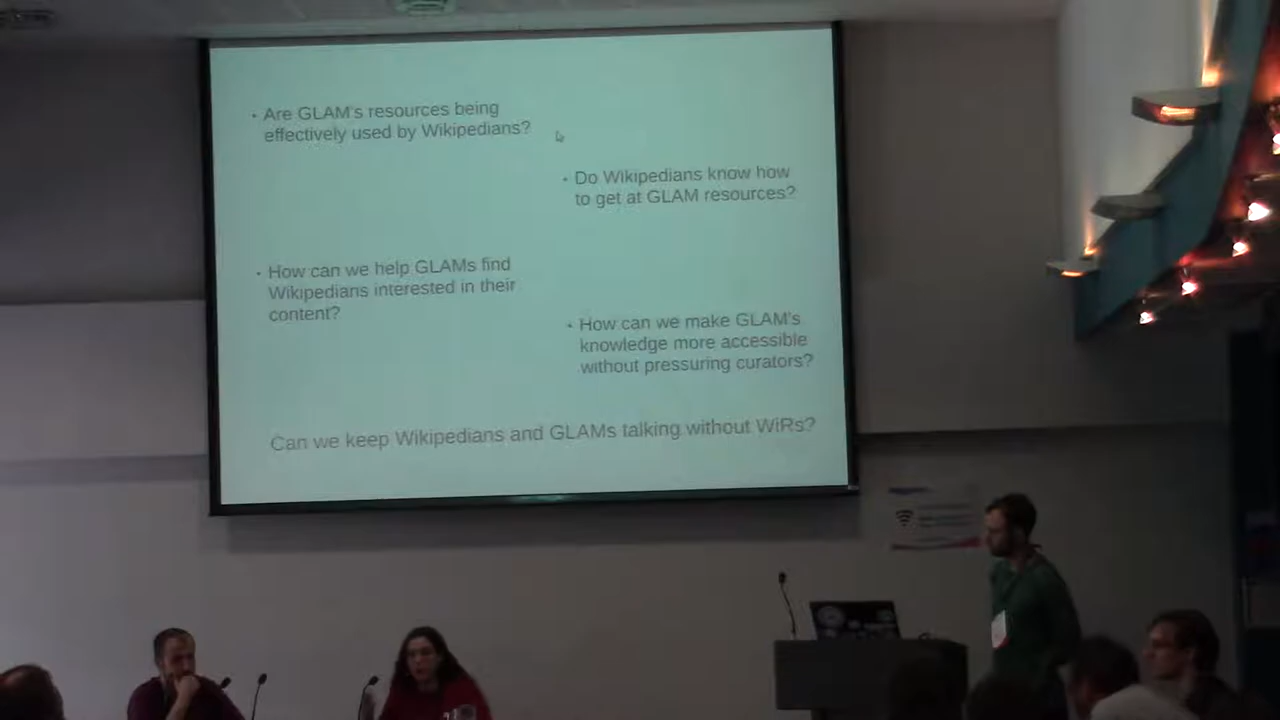 • Are GLAM's resources being
effectively used by Wikipedians?
• Do Wikipedians know how
to get at GLAM resources?
• How can we help GLAMs find
Wikipedians interested in their
content?
• How can we make GLAM's
knowledge more accessible
without pressuring curators?
Can we keep Wikipedians and GLAMs talking without WiRs?